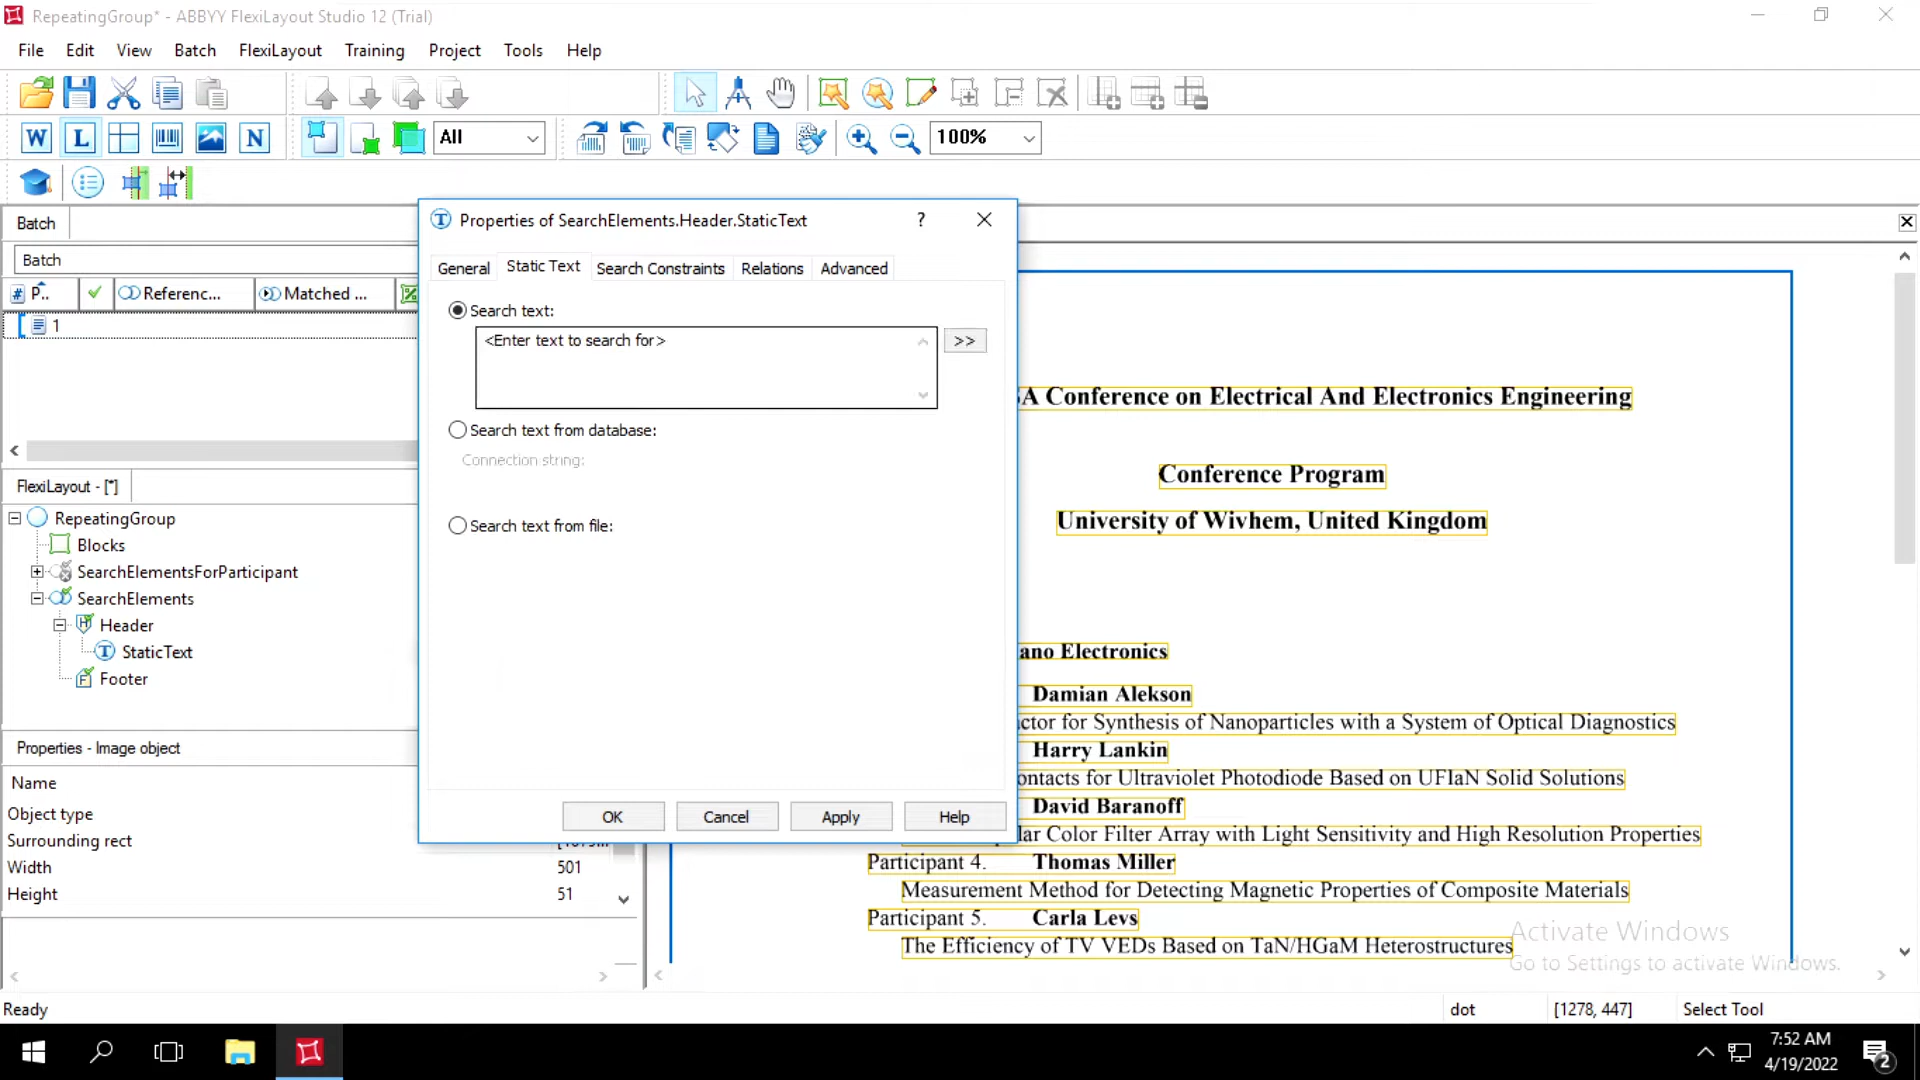 RepeatingGroup* - ABBYY FlexiLayout Studio 12 (Trial)
File Edit View Batch FlexiLayout Training Project Tools Help
W L N All 100%
Batch
Batch
# P.. Referenc... Matched ...
1
FlexiLayout - [*]
RepeatingGroup
Blocks
SearchElementsForParticipant
SearchElements
Header
StaticText
Footer
Properties - Image object
Name
Object type
Surrounding rect
Width 501
Height 51
Properties of SearchElements.Header.StaticText ?
General Static Text Search Constraints Relations Advanced
Search text:
<Enter text to search for>
>>
Search text from database:
Connection string:
Search text from file:
OK Cancel Apply Help
A Conference on Electrical And Electronics Engineering
Conference Program
University of Wivhem, United Kingdom
ano Electronics
Damian Alekson
ctor for Synthesis of Nanoparticles with a System of Optical Diagnostics
Harry Lankin
ontacts for Ultraviolet Photodiode Based on UFIaN Solid Solutions
David Baranoff
lar Color Filter Array with Light Sensitivity and High Resolution Properties
Participant 4. Thomas Miller
Measurement Method for Detecting Magnetic Properties of Composite Materials
Participant 5. Carla Levs
The Efficiency of TV VEDs Based on TaN/HGaM Heterostructures
Activate Windows
Go to Settings to activate Windows.
Ready dot [1278, 447] Select Tool
7:52 AM
4/19/2022
2